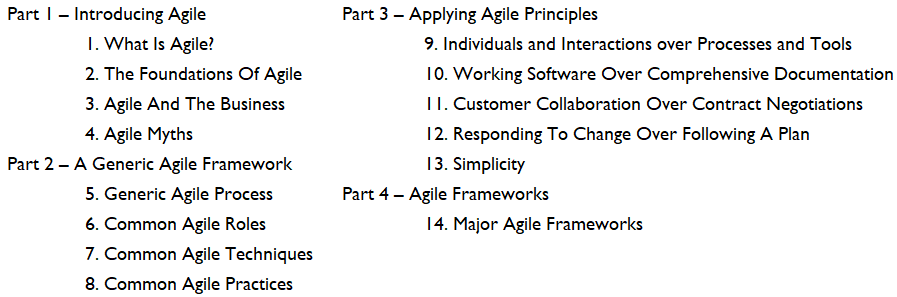 Part 1 – Introducing Agile
1. What Is Agile?
2. The Foundations Of Agile
3. Agile And The Business
4. Agile Myths
Part 2 – A Generic Agile Framework
5. Generic Agile Process
6. Common Agile Roles
7. Common Agile Techniques
8. Common Agile Practices
Part 3 – Applying Agile Principles
9. Individuals and Interactions over Processes and Tools
10. Working Software Over Comprehensive Documentation
11. Customer Collaboration Over Contract Negotiations
12. Responding To Change Over Following A Plan
13. Simplicity
Part 4 – Agile Frameworks
14. Major Agile Frameworks